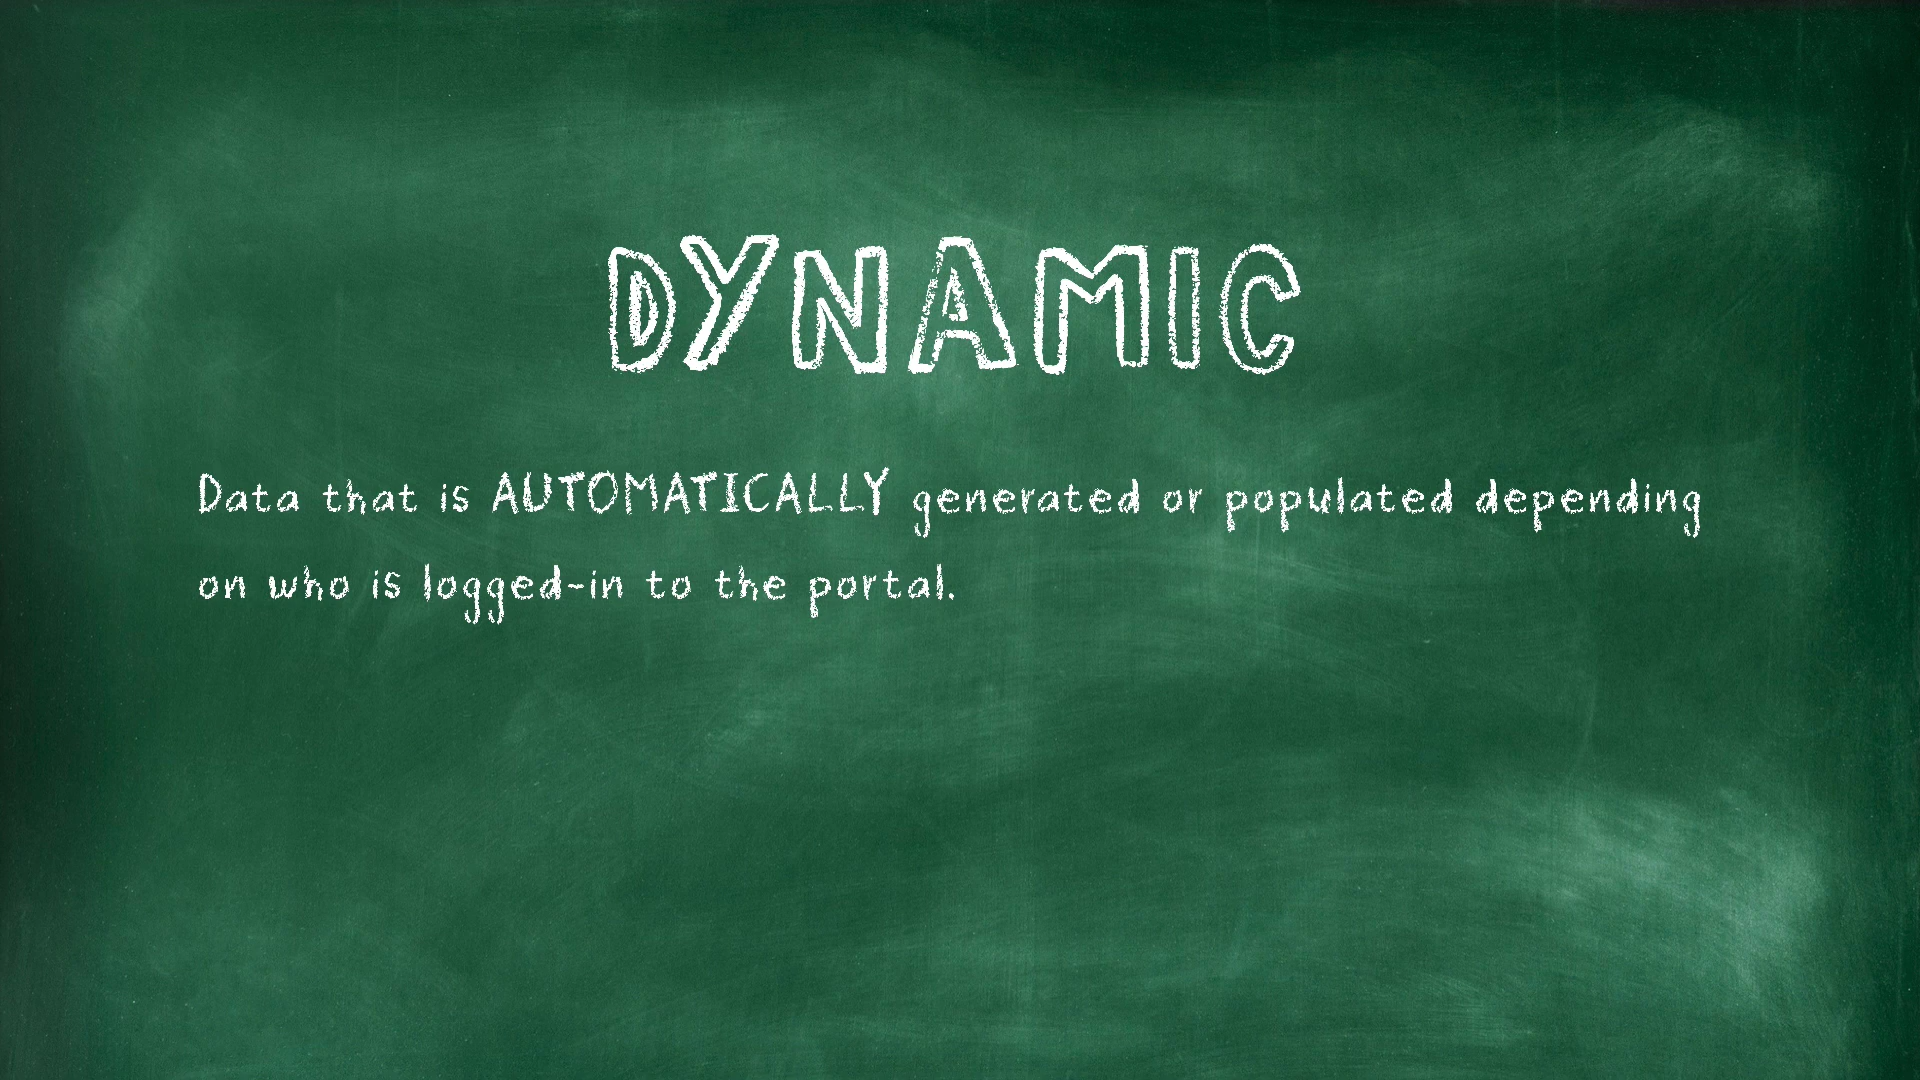 DYNAMIC
Data that is AUTOMATICALLY generated or populated depending
on who is logged-in to the portal.